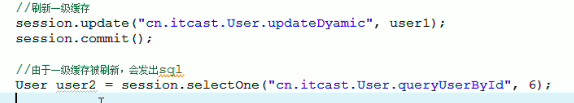 //刷新一级缓存
session.update("cn.itcast.User.updateDyamic", user1);
session.commit();
//由于一级缓存被刷新，会发出sql
User user2 = session.selectOne("cn.itcast.User.queryUserById", 6);